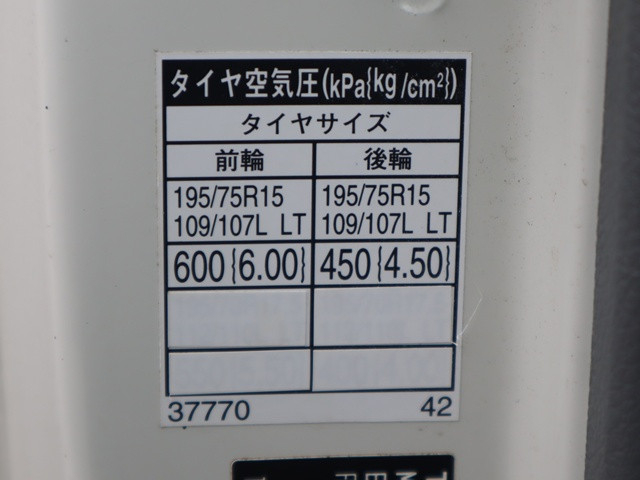 タイヤ空気圧(kPa{kg/cm²})
タイヤサイズ
前輪 後輪
195/75R15 195/75R15
109/107L LT 109/107L LT
600{6.00} 450{4.50}
37770 42